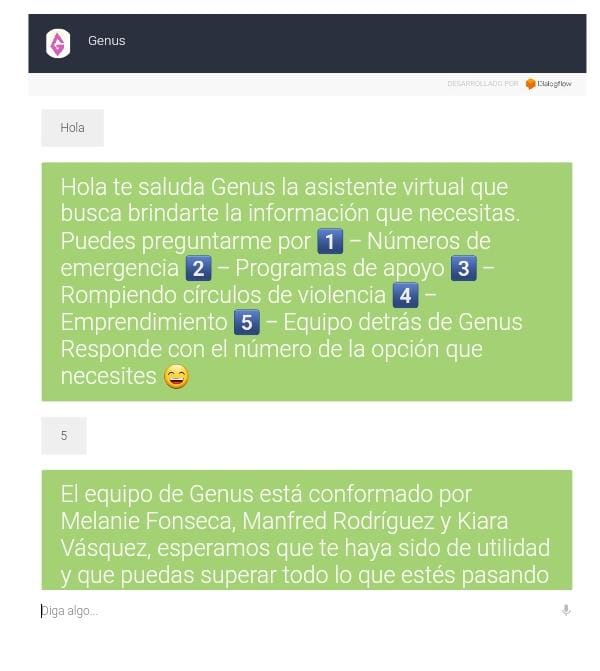 Genus
DESARROLLADO POR Dialogflow
Hola
Hola te saluda Genus la asistente virtual que
busca brindarte la información que necesitas.
Puedes preguntarme por 1 – Números de
emergencia 2 – Programas de apoyo 3 –
Rompiendo círculos de violencia 4 –
Emprendimiento 5 – Equipo detrás de Genus
Responde con el número de la opción que
necesites 😄
5
El equipo de Genus está conformado por
Melanie Fonseca, Manfred Rodríguez y Kiara
Vásquez, esperamos que te haya sido de utilidad
y que puedas superar todo lo que estés pasando
Diga algo...